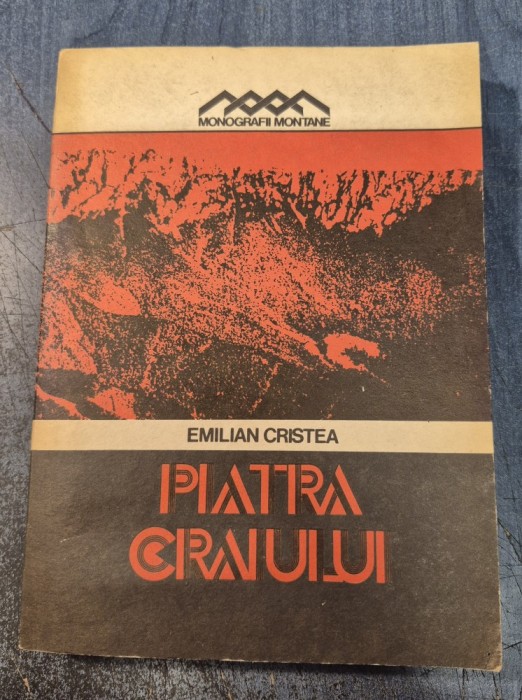 MONOGRAFII MONTANE
EMILIAN CRISTEA
PIATRA
CRAIULUI